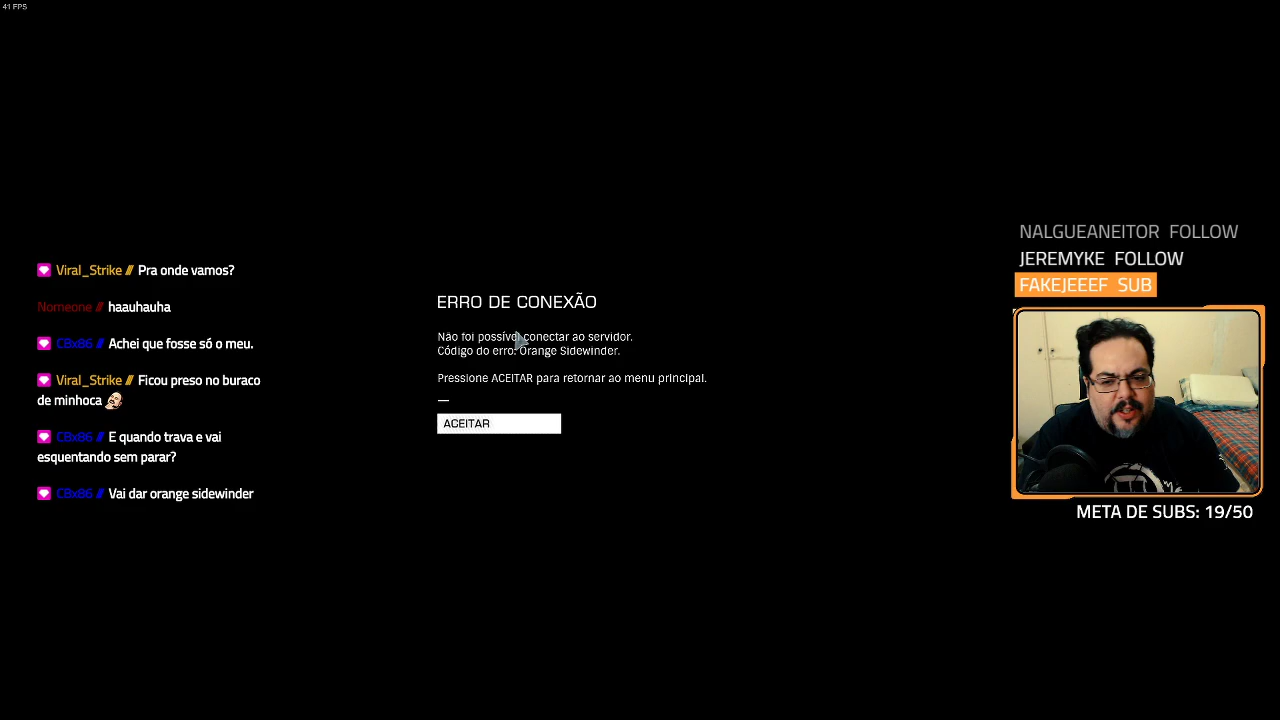 41 FPS
Viral_Strike // Pra onde vamos?
Nomeone // haauhauha
CBx86 // Achei que fosse só o meu.
Viral_Strike // Ficou preso no buraco
de minhoca
CBx86 // E quando trava e vai
esquentando sem parar?
CBx86 // Vai dar orange sidewinder
ERRO DE CONEXÃO
Não foi possível conectar ao servidor.
Código do erro: Orange Sidewinder.
Pressione ACEITAR para retornar ao menu principal.
ACEITAR
NALGUEANEITOR FOLLOW
JEREMYKE FOLLOW
FAKEJEEEF SUB
META DE SUBS: 19/50